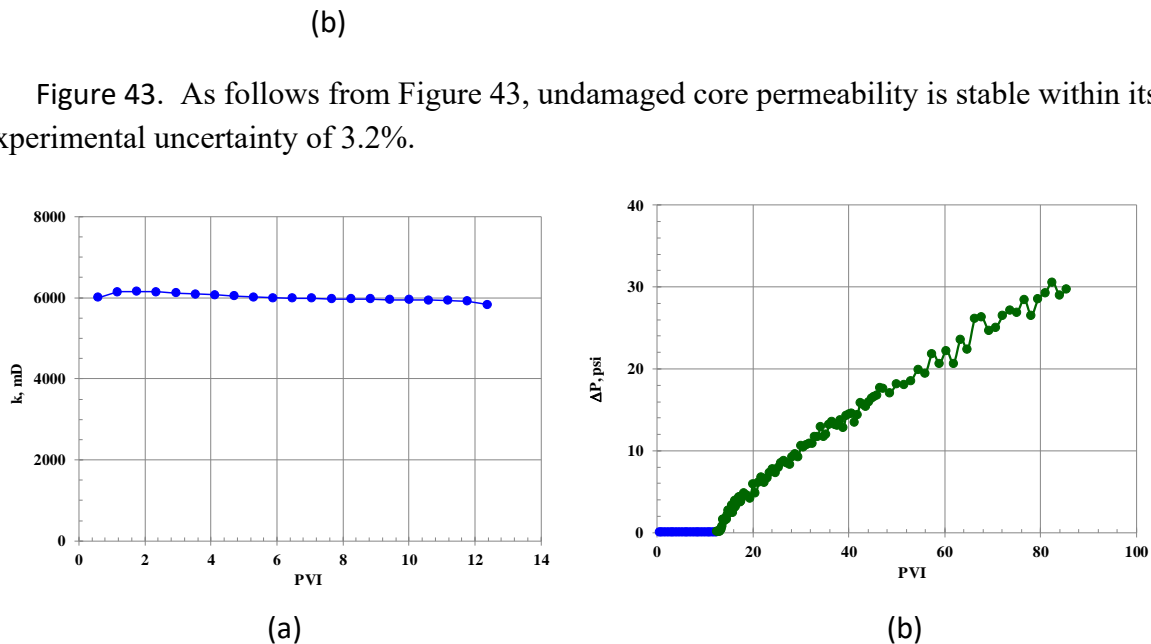 (b)
Figure 43. As follows from Figure 43, undamaged core permeability is stable within its
xperimental uncertainty of 3.2%.
8000
6000
4000
2000
0
k, mD
0 2 4 6 8 10 12 14
PVI
(a)
40
30
20
10
0
ΔP, psi
0 20 40 60 80 100
PVI
(b)